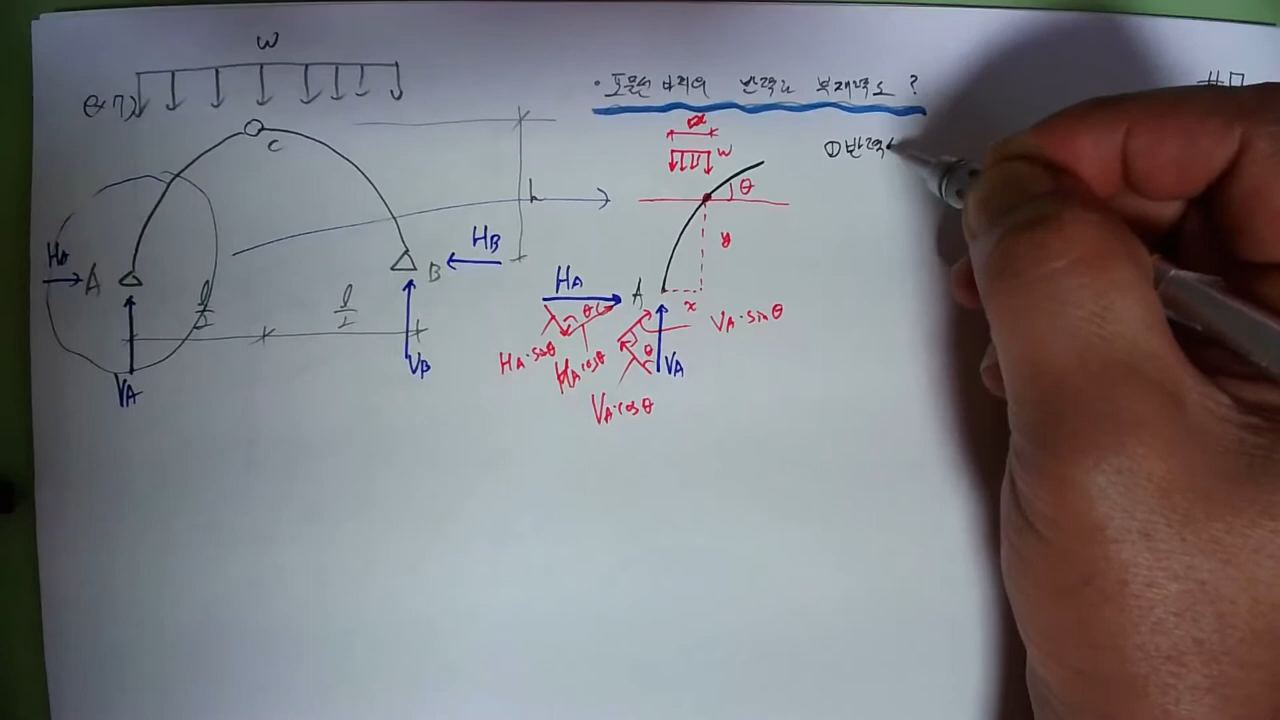 w
ex 7)
C
h
HA
A
l/2
l/2
B
HB
VA
VB
· 포물선 아치의 반력과 부재력도 ?
#7
① 반력
x
w
θ
y
HA
A
x
θ
VA·sinθ
HA·sinθ
HA cosθ
θ
VA
VA·cosθ